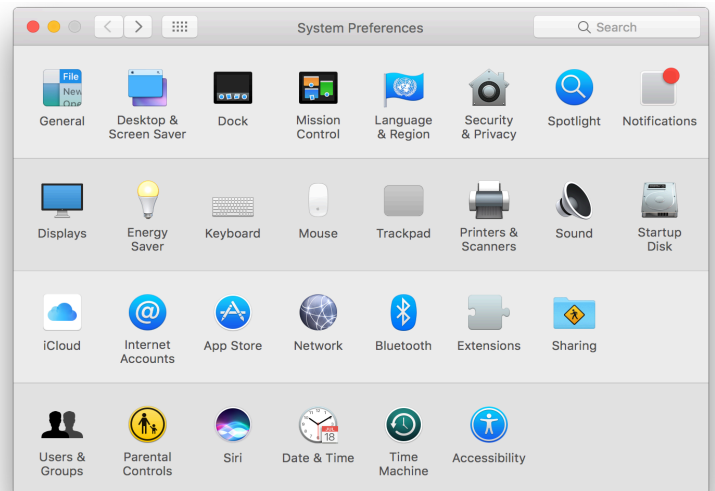 System Preferences
Search
File
New
Ope
General
Desktop &
Screen Saver
Dock
Mission
Control
Language
& Region
Security
& Privacy
Spotlight
Notifications
Displays
Energy
Saver
Keyboard
Mouse
Trackpad
Printers &
Scanners
Sound
Startup
Disk
iCloud
Internet
Accounts
App Store
Network
Bluetooth
Extensions
Sharing
Users &
Groups
Parental
Controls
Siri
JUL
18
Date & Time
Time
Machine
Accessibility